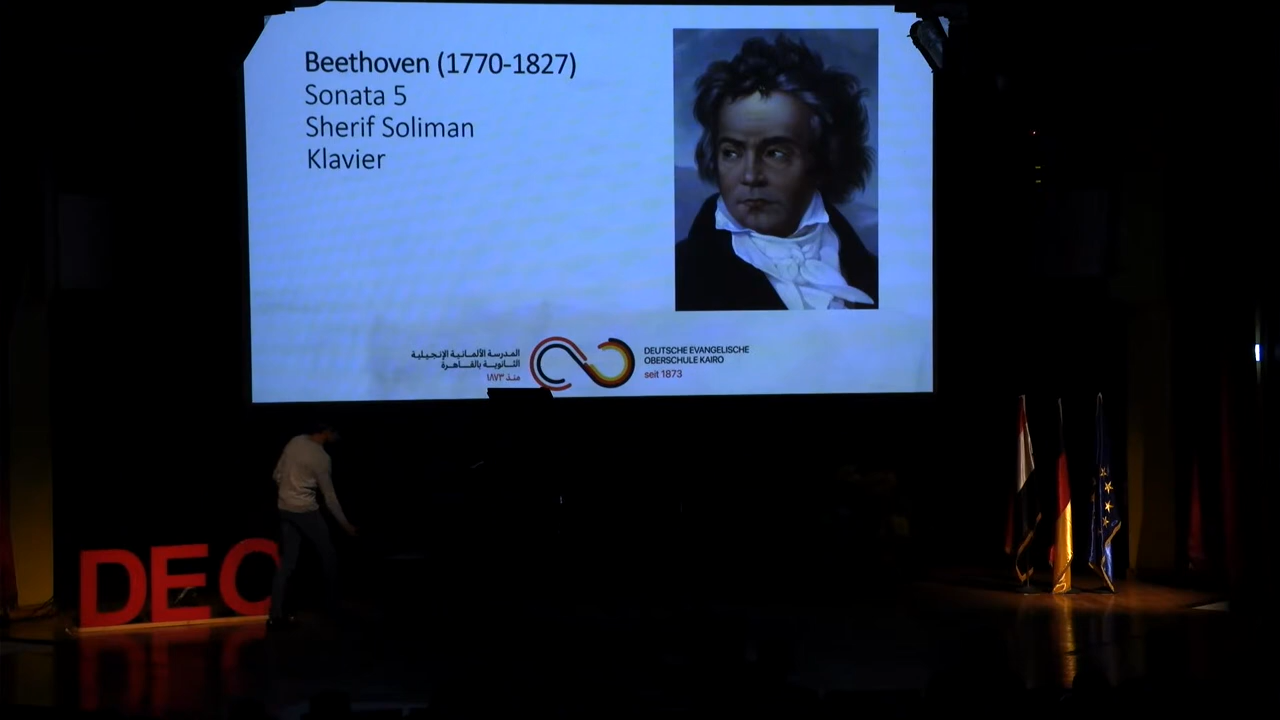 Beethoven (1770-1827)
Sonata 5
Sherif Soliman
Klavier
المدرسة الألمانية الإنجيلية
الثانوية بالقاهرة
منذ ١٨٧٣
DEUTSCHE EVANGELISCHE
OBERSCHULE KAIRO
seit 1873
DEO